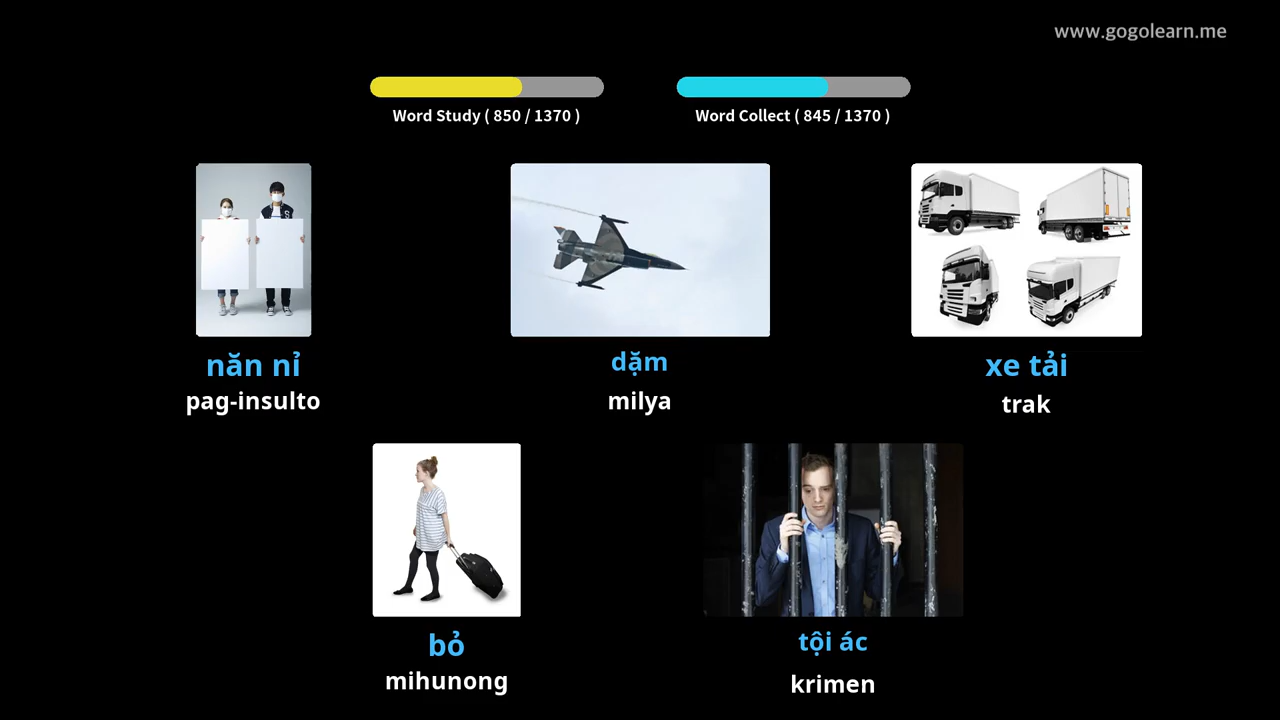 www.gogolearn.me
Word Study ( 850 / 1370 )
Word Collect ( 845 / 1370 )
năn nỉ
pag-insulto
dặm
milya
xe tải
trak
bỏ
mihunong
tội ác
krimen